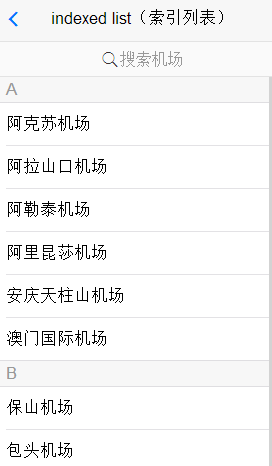 indexed list（索引列表）
搜索机场
A
阿克苏机场
阿拉山口机场
阿勒泰机场
阿里昆莎机场
安庆天柱山机场
澳门国际机场
B
保山机场
包头机场